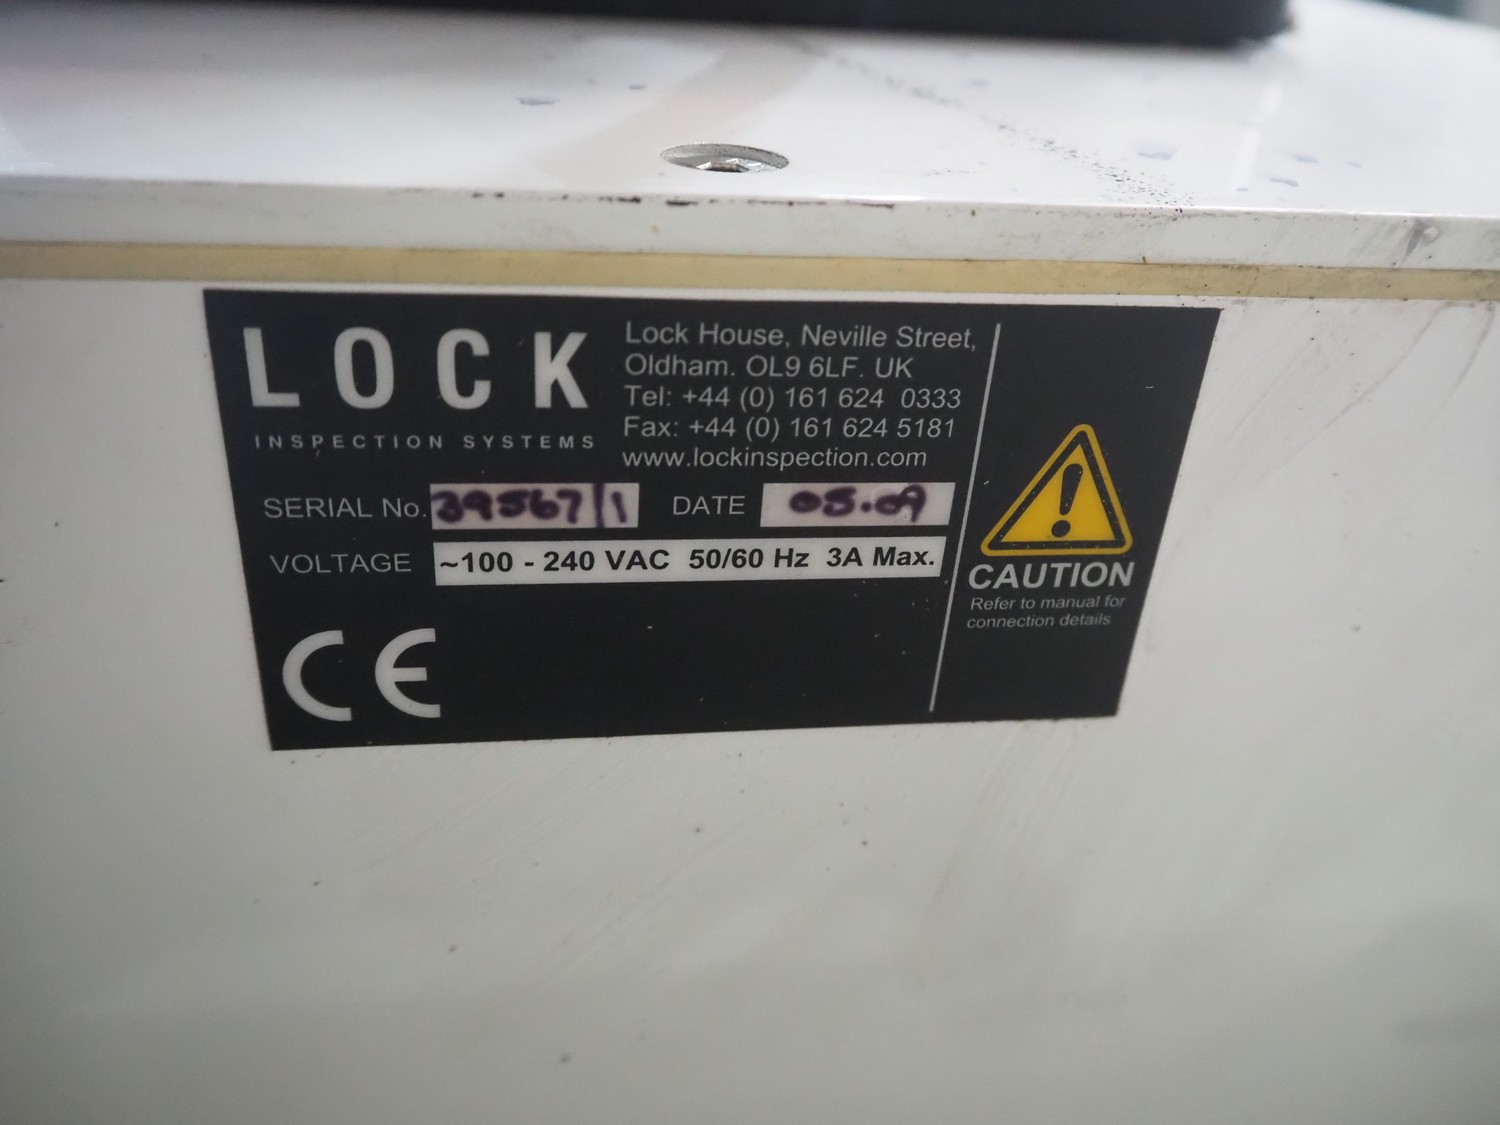 LOCK
INSPECTION SYSTEMS
Lock House, Neville Street,
Oldham. OL9 6LF. UK
Tel: +44 (0) 161 624 0333
Fax: +44 (0) 161 624 5181
www.lockinspection.com
SERIAL No. 39567/1 DATE 05.09
VOLTAGE ~100 - 240 VAC 50/60 Hz 3A Max.
CE
CAUTION
Refer to manual for
connection details